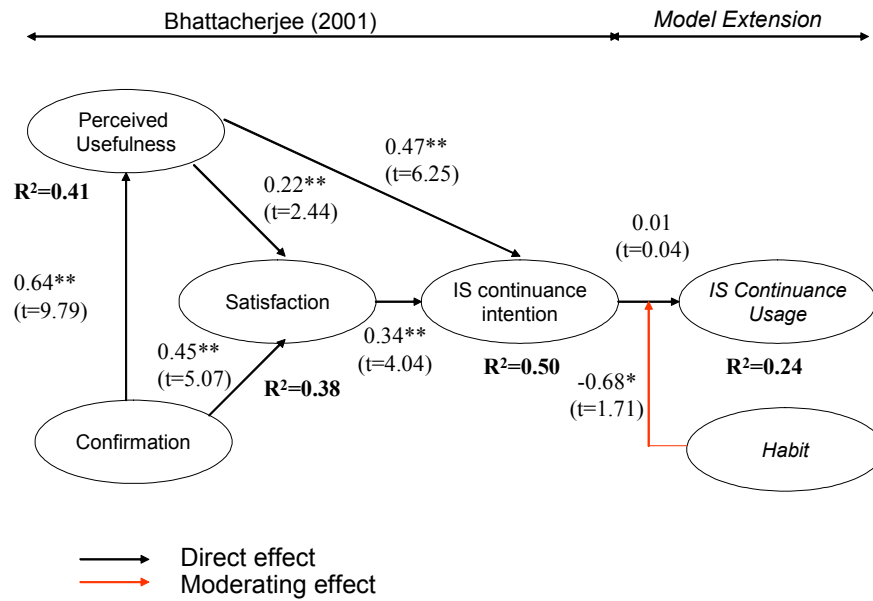 Bhattacherjee (2001)
Model Extension
Perceived
Usefulness
R²=0.41
0.47**
(t=6.25)
0.22**
(t=2.44)
0.01
(t=0.04)
0.64**
(t=9.79)
Satisfaction
IS continuance
intention
IS Continuance
Usage
0.34**
(t=4.04)
0.45**
(t=5.07)
R²=0.38
R²=0.50
R²=0.24
-0.68*
(t=1.71)
Confirmation
Habit
Direct effect
Moderating effect